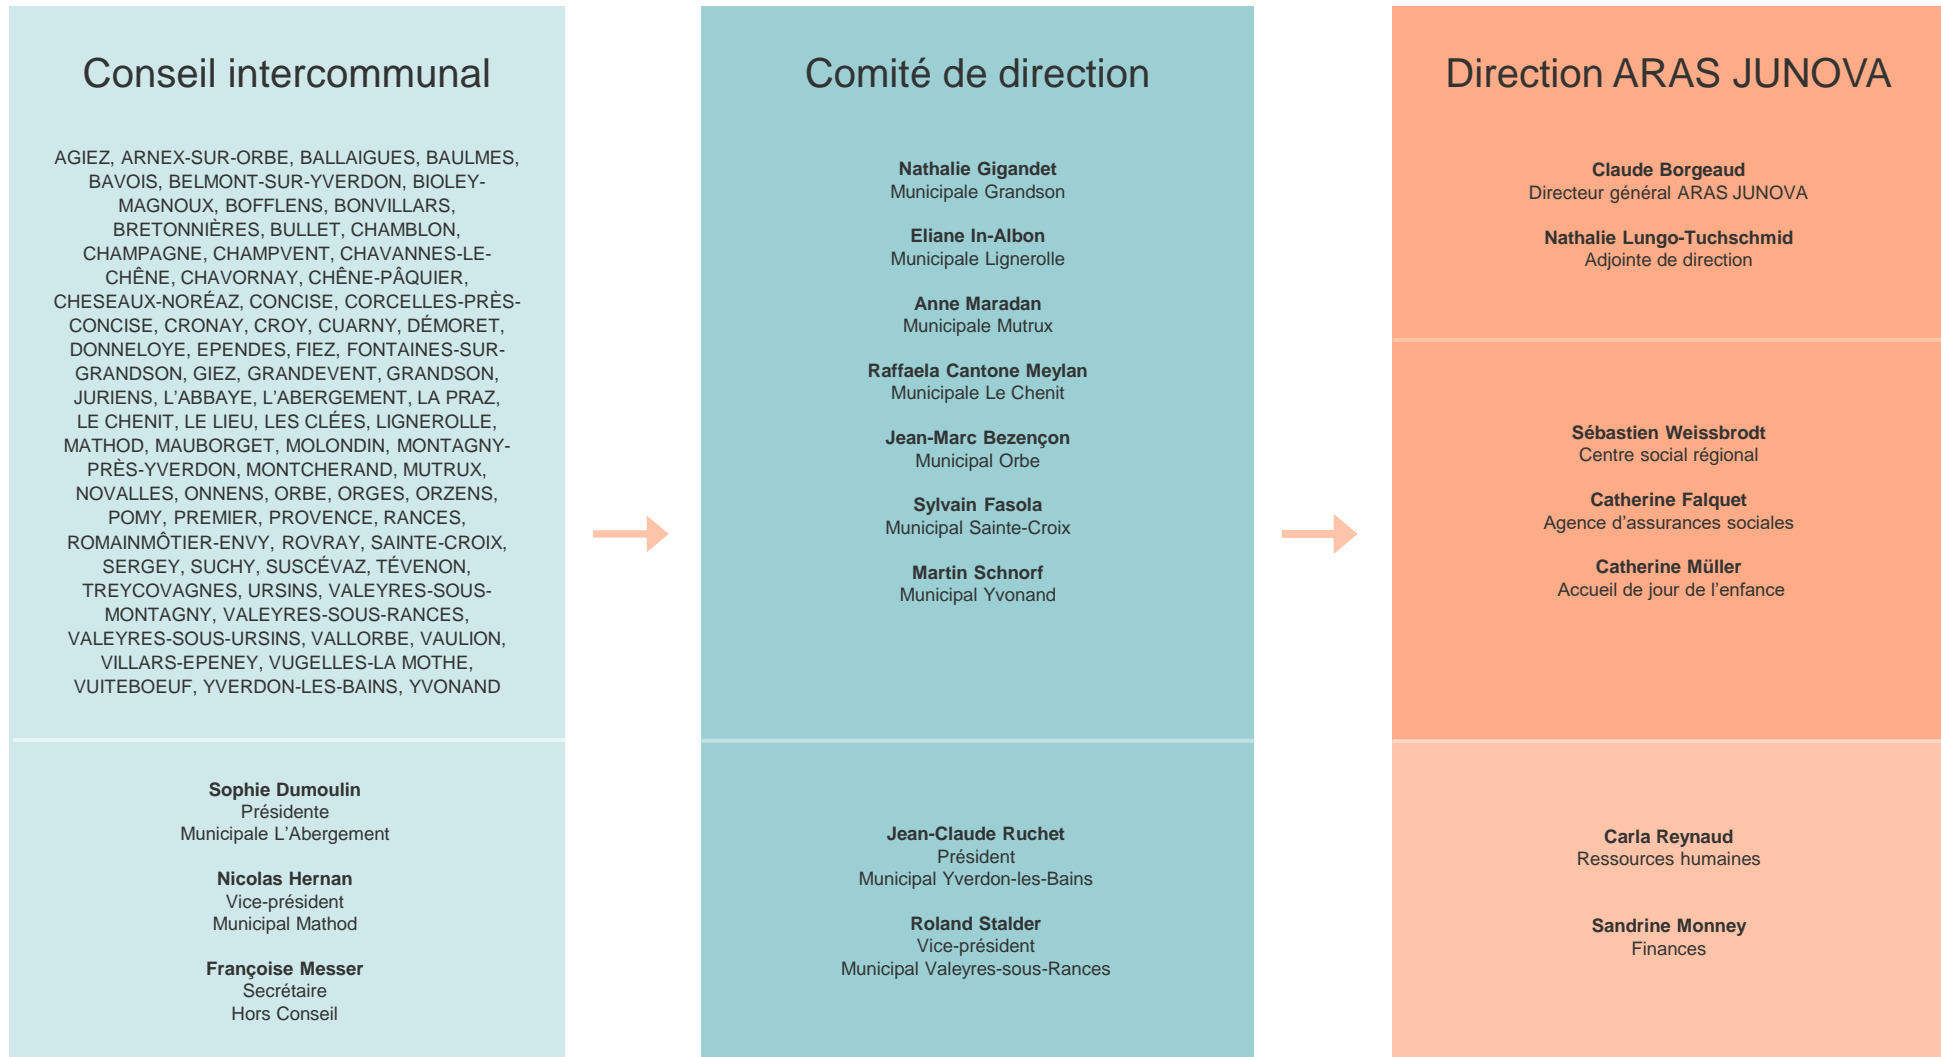 Conseil intercommunal
AGIEZ, ARNEX-SUR-ORBE, BALLAIGUES, BAULMES,
BAVOIS, BELMONT-SUR-YVERDON, BIOLEY-
MAGNOUX, BOFFLENS, BONVILLARS,
BRETONNIÈRES, BULLET, CHAMBLON,
CHAMPAGNE, CHAMPVENT, CHAVANNES-LE-
CHÊNE, CHAVORNAY, CHÊNE-PÂQUIER,
CHESEAUX-NORÉAZ, CONCISE, CORCELLES-PRÈS-
CONCISE, CRONAY, CROY, CUARNY, DÉMORET,
DONNELOYE, EPENDES, FIEZ, FONTAINES-SUR-
GRANDSON, GIEZ, GRANDEVENT, GRANDSON,
JURIENS, L’ABBAYE, L’ABERGEMENT, LA PRAZ,
LE CHENIT, LE LIEU, LES CLÉES, LIGNEROLLE,
MATHOD, MAUBORGET, MOLONDIN, MONTAGNY-
PRÈS-YVERDON, MONTCHERAND, MUTRUX,
NOVALLES, ONNENS, ORBE, ORGES, ORZENS,
POMY, PREMIER, PROVENCE, RANCES,
ROMAINMÔTIER-ENVY, ROVRAY, SAINTE-CROIX,
SERGEY, SUCHY, SUSCÉVAZ, TÉVENON,
TREYCOVAGNES, URSINS, VALEYRES-SOUS-
MONTAGNY, VALEYRES-SOUS-RANCES,
VALEYRES-SOUS-URSINS, VALLORBE, VAULION,
VILLARS-EPENEY, VUGELLES-LA MOTHE,
VUITEBOEUF, YVERDON-LES-BAINS, YVONAND
Sophie Dumoulin
Présidente
Municipale L’Abergement
Nicolas Hernan
Vice-président
Municipal Mathod
Françoise Messer
Secrétaire
Hors Conseil
Comité de direction
Nathalie Gigandet
Municipale Grandson
Eliane In-Albon
Municipale Lignerolle
Anne Maradan
Municipale Mutrux
Raffaela Cantone Meylan
Municipale Le Chenit
Jean-Marc Bezençon
Municipal Orbe
Sylvain Fasola
Municipal Sainte-Croix
Martin Schnorf
Municipal Yvonand
Jean-Claude Ruchet
Président
Municipal Yverdon-les-Bains
Roland Stalder
Vice-président
Municipal Valeyres-sous-Rances
Direction ARAS JUNOVA
Claude Borgeaud
Directeur général ARAS JUNOVA
Nathalie Lungo-Tuchschmid
Adjointe de direction
Sébastien Weissbrodt
Centre social régional
Catherine Falquet
Agence d’assurances sociales
Catherine Müller
Accueil de jour de l’enfance
Carla Reynaud
Ressources humaines
Sandrine Monney
Finances